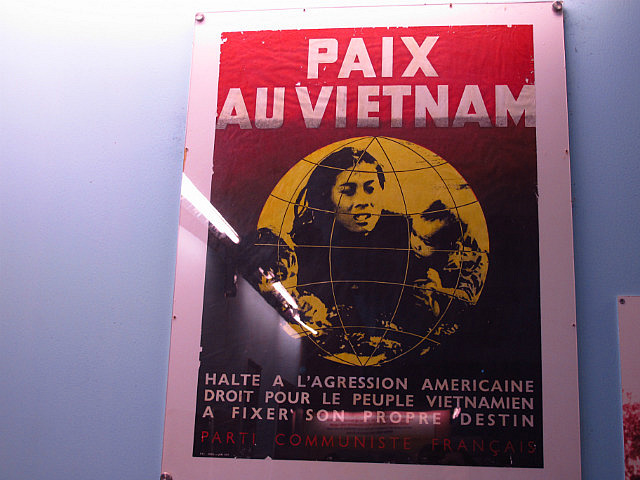 PAIX
AU VIETNAM
HALTE A L'AGRESSION AMERICAINE
DROIT POUR LE PEUPLE VIETNAMIEN
A FIXER SON PROPRE DESTIN
PARTI COMMUNISTE FRANÇAIS